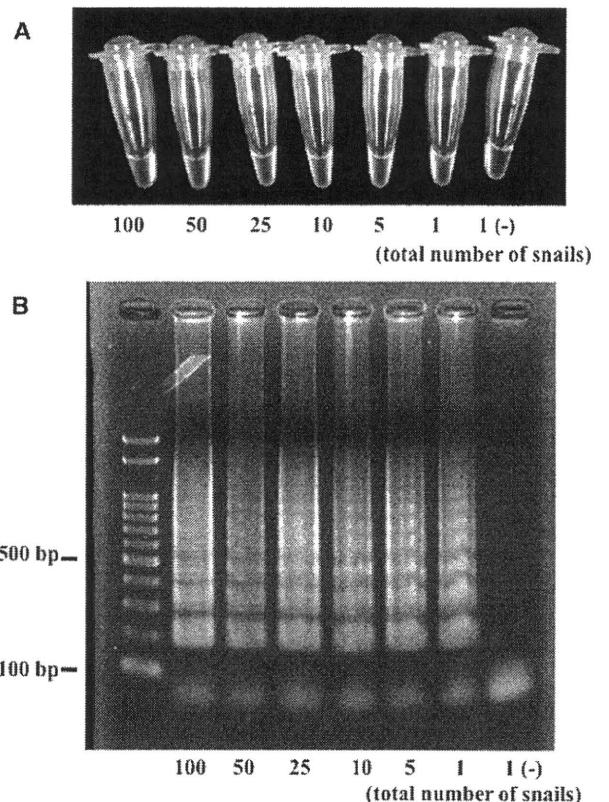 A
100 50 25 10 5 1 1 (-)
(total number of snails)
B
500 bp
100 bp
100 50 25 10 5 1 1 (-)
(total number of snails)